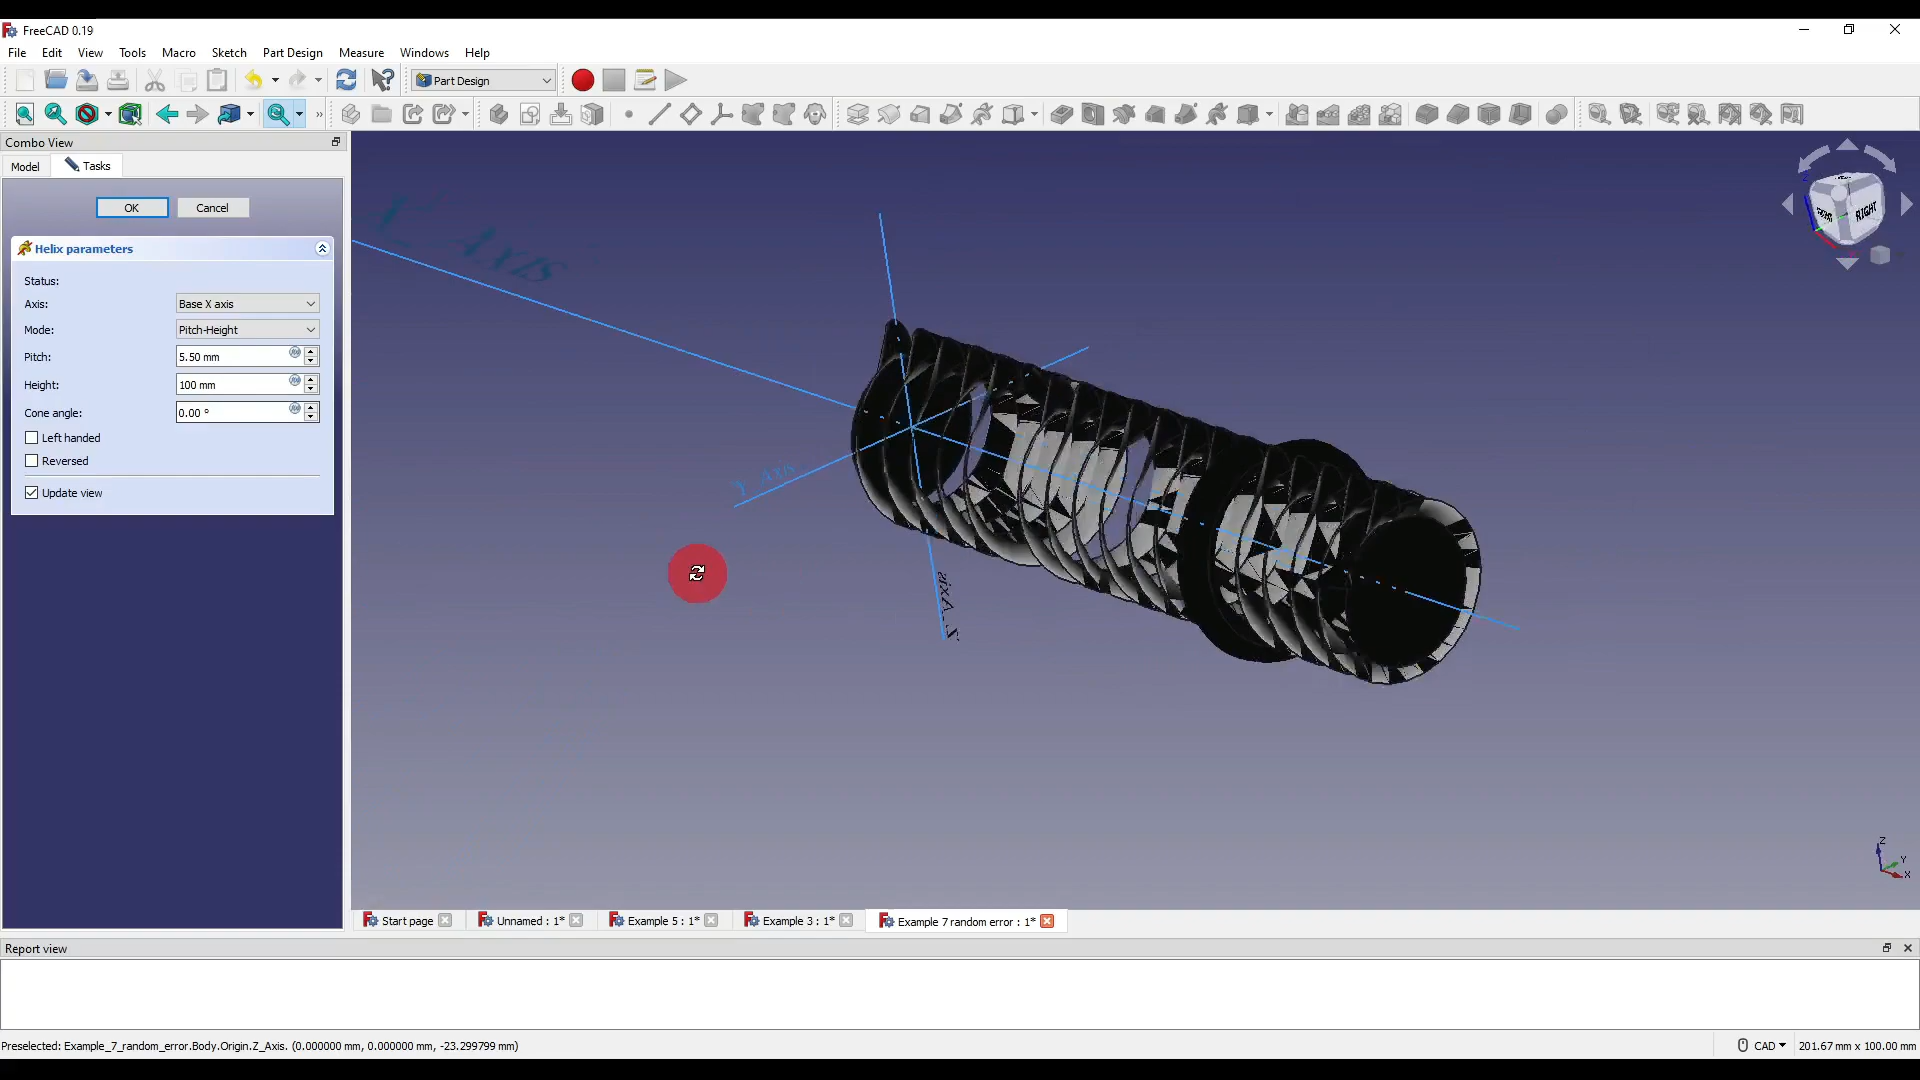 FreeCAD 0.19
File Edit View Tools Macro Sketch Part Design Measure Windows Help
Part Design
Combo View
Model Tasks
OK Cancel
Helix parameters
Status:
Axis: Base X axis
Mode: Pitch-Height
Pitch: 5.50 mm
Height: 100 mm
Cone angle: 0.00 °
Left handed
Reversed
Update view
X_Axis
Y_Axis
Z_Axis
RIGHT
Z
Y
X
Start page Unnamed : 1* Example 5 : 1* Example 3 : 1* Example 7 random error : 1*
Report view
Preselected: Example_7_random_error.Body.Origin.Z_Axis. (0.000000 mm, 0.000000 mm, -23.299799 mm)
CAD 201.67 mm x 100.00 mm